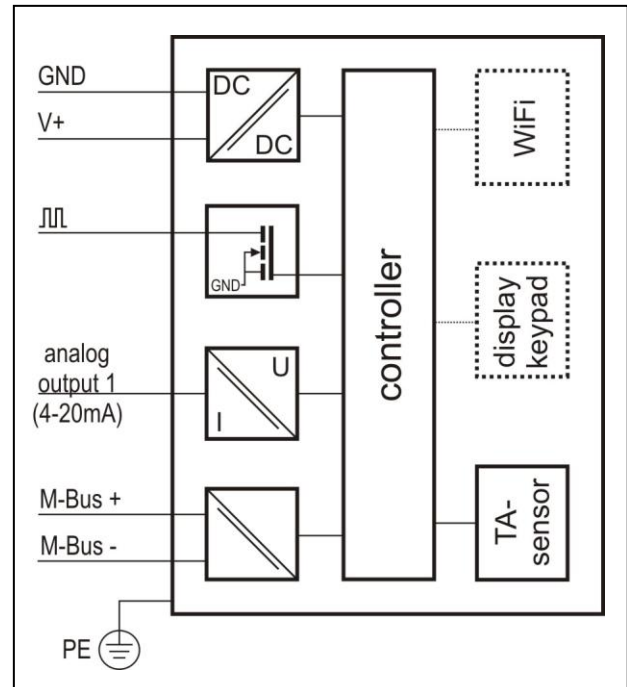 GND
V+
DC
DC
GND
analog
output 1
(4-20mA)
U
I
M-Bus +
M-Bus -
PE
controller
WiFi
display
keypad
TA-
sensor